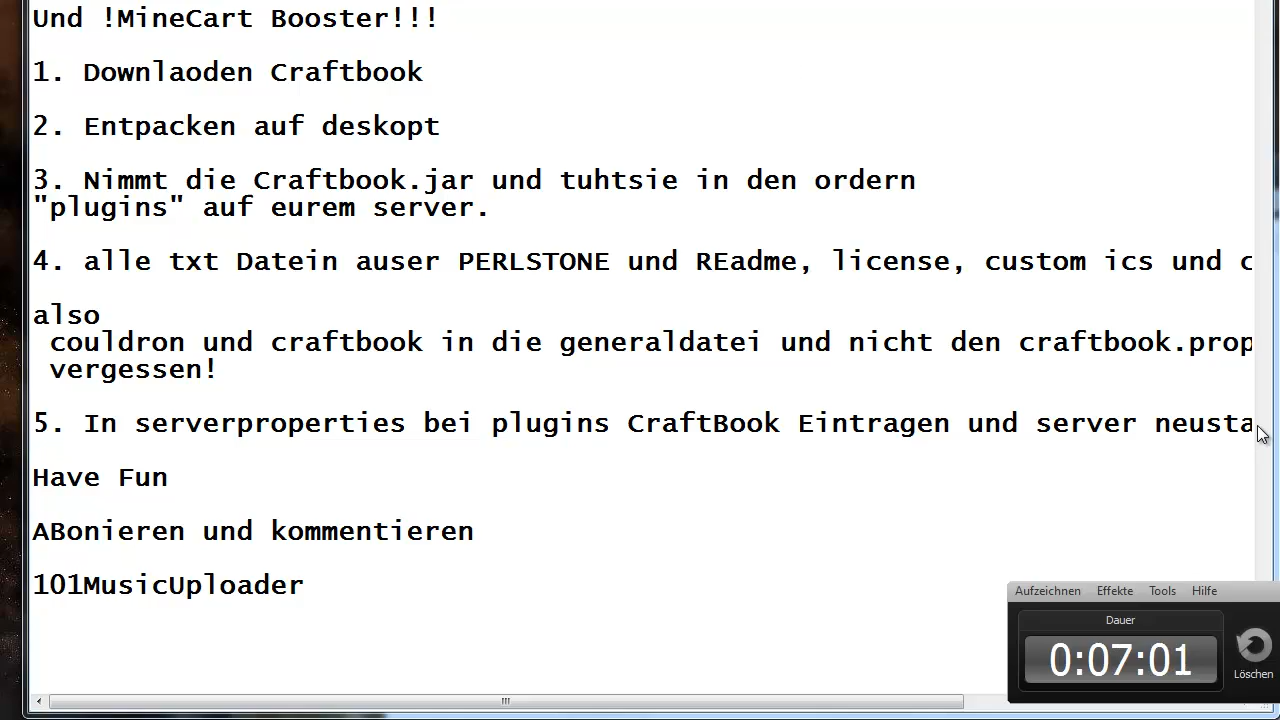 Und !MineCart Booster!!!
1. Downlaoden Craftbook
2. Entpacken auf deskopt
3. Nimmt die Craftbook.jar und tuhtsie in den ordern
"plugins" auf eurem server.
4. alle txt Datein auser PERLSTONE und REadme, license, custom ics und c
also
couldron und craftbook in die generaldatei und nicht den craftbook.prop
vergessen!
5. In serverproperties bei plugins CraftBook Eintragen und server neusta
Have Fun
ABonieren und kommentieren
101MusicUploader
Aufzeichnen Effekte Tools Hilfe
Dauer
0:07:01
Löschen